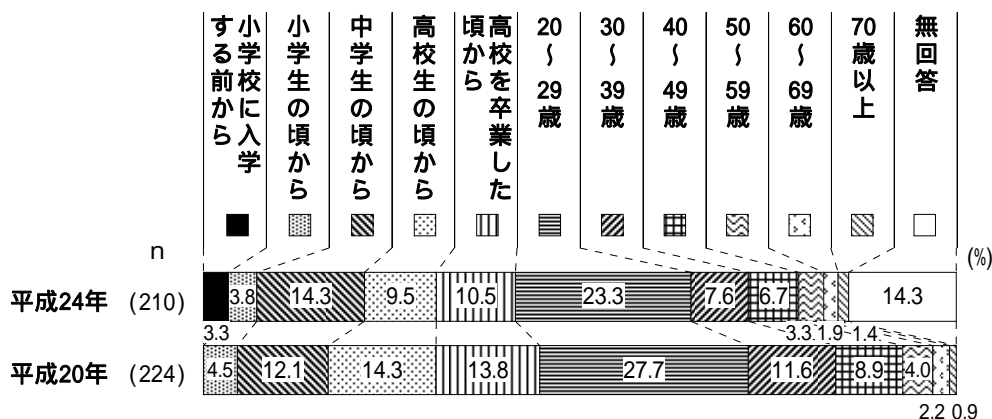 小学校に入学
する前から
小学生の頃から
中学生の頃から
高校生の頃から
高校を卒業した
頃から
20～29歳
30～39歳
40～49歳
50～59歳
60～69歳
70歳以上
無回答
n
(%)
平成24年 (210) 3.8 14.3 9.5 10.5 23.3 7.6 6.7 14.3
3.3 3.3 1.9 1.4
平成20年 (224) 4.5 12.1 14.3 13.8 27.7 11.6 8.9 4.0
2.2 0.9